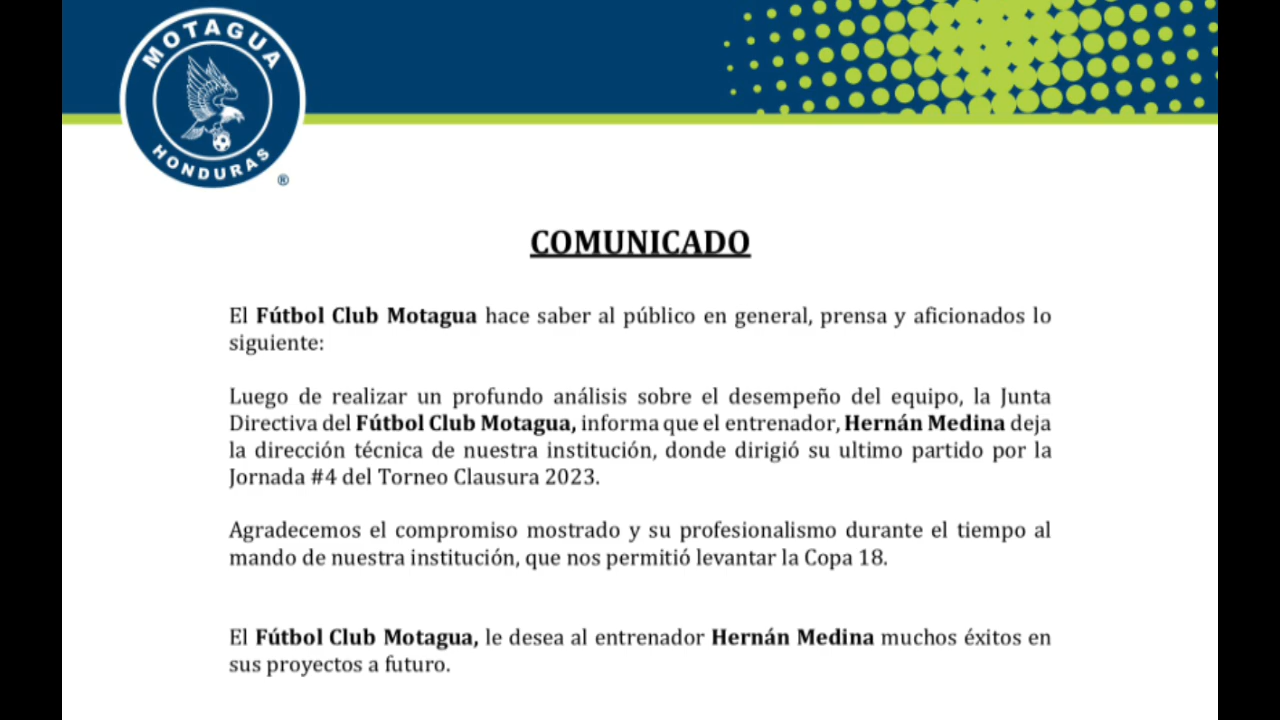 MOTAGUA
HONDURAS
®
COMUNICADO
El Fútbol Club Motagua hace saber al público en general, prensa y aficionados lo
siguiente:
Luego de realizar un profundo análisis sobre el desempeño del equipo, la Junta
Directiva del Fútbol Club Motagua, informa que el entrenador, Hernán Medina deja
la dirección técnica de nuestra institución, donde dirigió su ultimo partido por la
Jornada #4 del Torneo Clausura 2023.
Agradecemos el compromiso mostrado y su profesionalismo durante el tiempo al
mando de nuestra institución, que nos permitió levantar la Copa 18.
El Fútbol Club Motagua, le desea al entrenador Hernán Medina muchos éxitos en
sus proyectos a futuro.